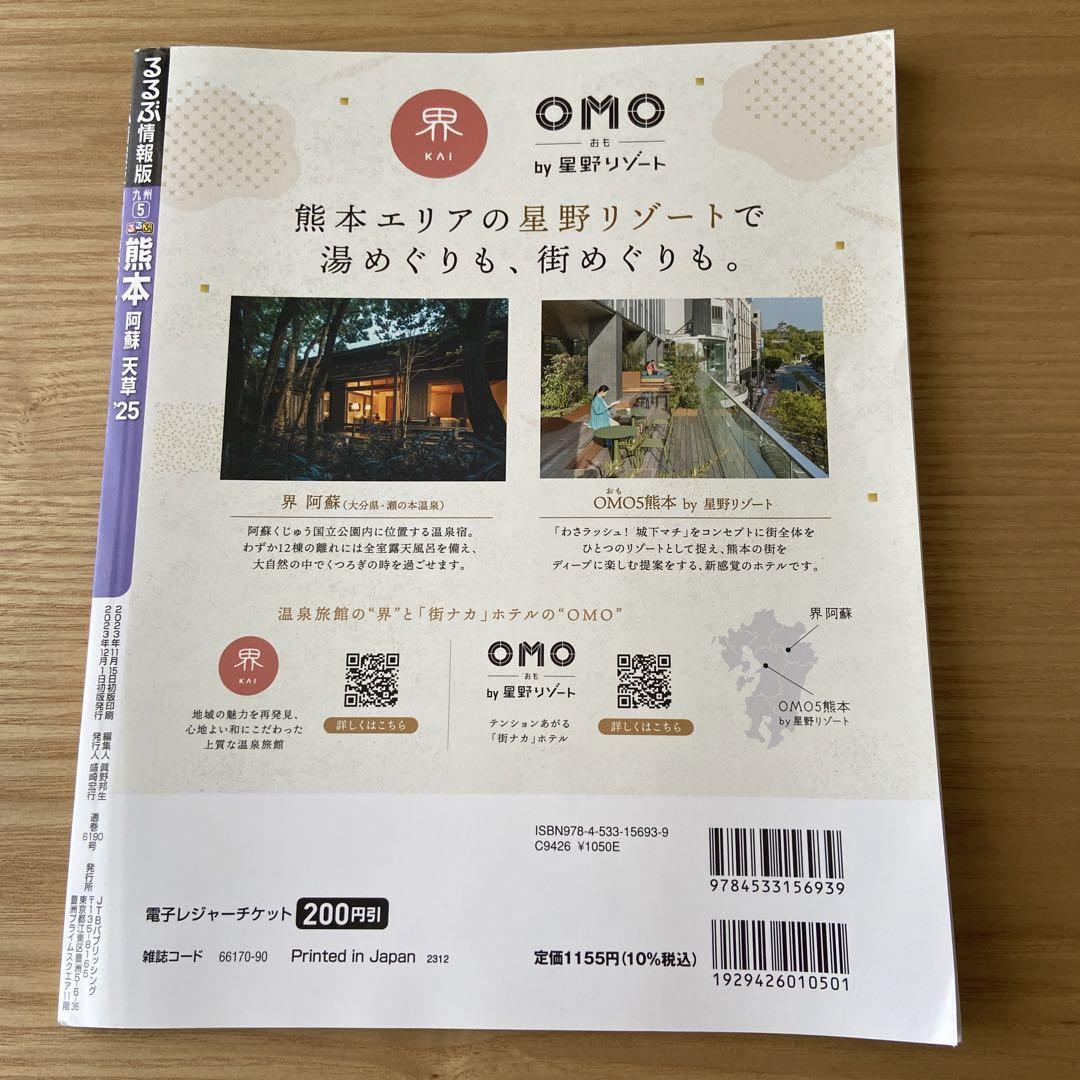 るるぶ情報版
九州
5
るるぶ
熊本 阿蘇 天草 '25
2023年11月15日初版印刷
2023年12月1日初版発行
編集人 眞野邦生
発行人 盛崎宏行
通巻
6190
号
発行所
JTBパブリッシング
〒135-8165
東京都江東区豊洲5-6-36
豊洲プライムスクエア11階
界
KAI
OMO
おも
by 星野リゾート
熊本エリアの星野リゾートで
湯めぐりも、街めぐりも。
界 阿蘇(大分県・瀬の本温泉)
阿蘇くじゅう国立公園内に位置する温泉宿。
わずか12棟の離れには全室露天風呂を備え、
大自然の中でくつろぎの時を過ごせます。
おも
OMO5熊本 by 星野リゾート
「わさラッシュ! 城下マチ」をコンセプトに街全体を
ひとつのリゾートとして捉え、熊本の街を
ディープに楽しむ提案をする、新感覚のホテルです。
温泉旅館の“界”と「街ナカ」ホテルの“OMO”
界
KAI
地域の魅力を再発見、
心地よい和にこだわった
上質な温泉旅館
詳しくはこちら
OMO
おも
by 星野リゾート
テンションあがる
「街ナカ」ホテル
詳しくはこちら
界 阿蘇
OMO5熊本
by 星野リゾート
ISBN978-4-533-15693-9
C9426 ¥1050E
9784533156939
電子レジャーチケット 200円引
雑誌コード 66170-90 Printed in Japan 2312
定価1155円(10%税込)
1929426010501